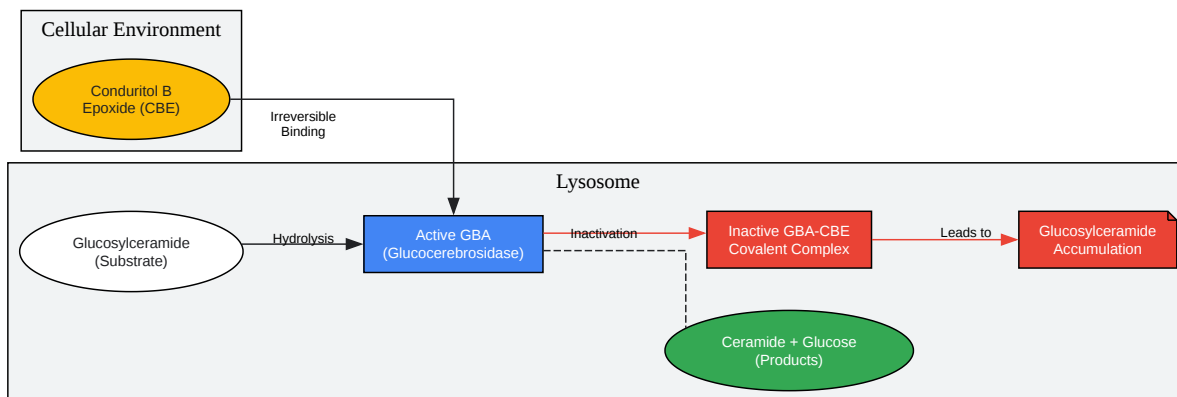 Cellular Environment
Conduritol B
Epoxide (CBE)
Irreversible
Binding
Lysosome
Glucosylceramide
(Substrate)
Hydrolysis
Active GBA
(Glucocerebrosidase)
Inactivation
Inactive GBA-CBE
Covalent Complex
Leads to
Glucosylceramide
Accumulation
Ceramide + Glucose
(Products)